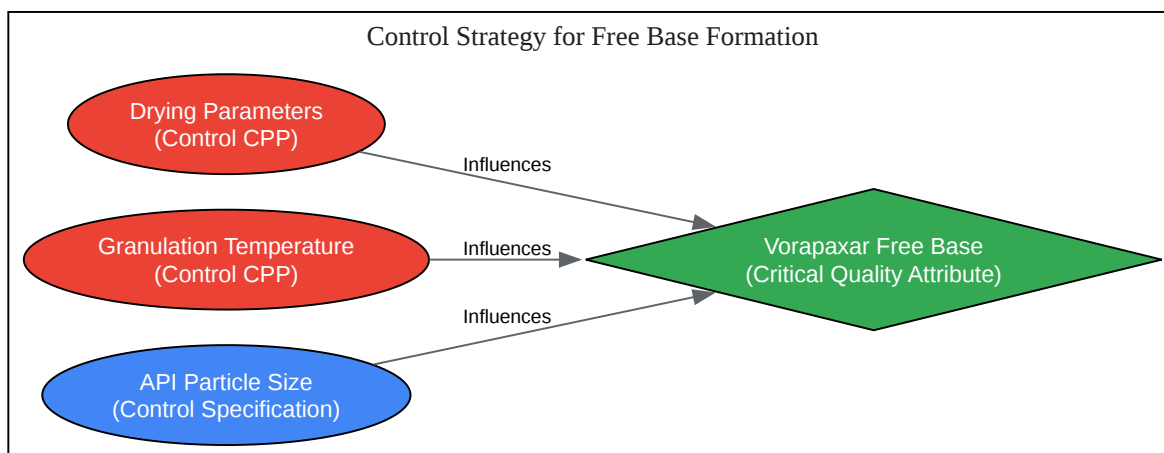 Control Strategy for Free Base Formation
Drying Parameters
(Control CPP)
Influences
Granulation Temperature
(Control CPP)
Influences
Vorapaxar Free Base
(Critical Quality Attribute)
Influences
API Particle Size
(Control Specification)